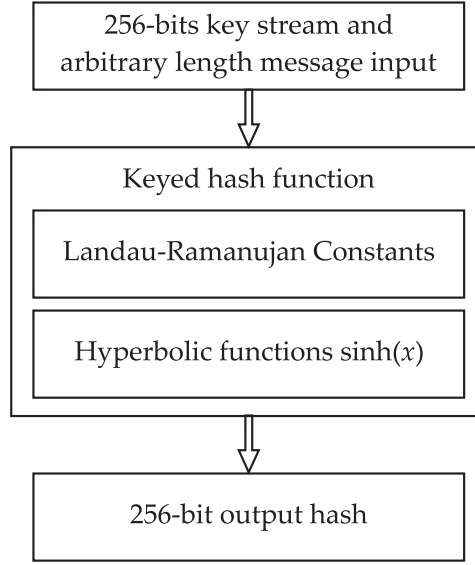 256-bits key stream and
arbitrary length message input
Keyed hash function
Landau-Ramanujan Constants
Hyperbolic functions sinh(x)
256-bit output hash